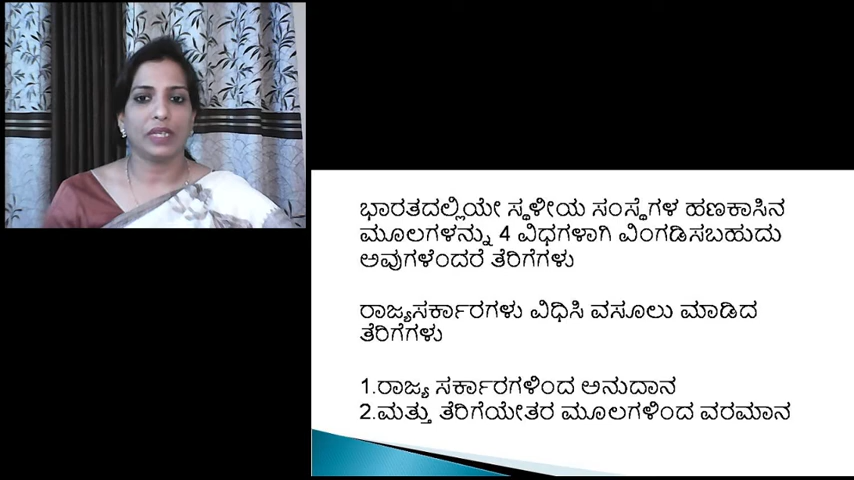 ಭಾರತದಲ್ಲಿಯೇ ಸ್ಥಳೀಯ ಸಂಸ್ಥೆಗಳ ಹಣಕಾಸಿನ
ಮೂಲಗಳನ್ನು 4 ವಿಧಗಳಾಗಿ ವಿಂಗಡಿಸಬಹುದು
ಅವುಗಳೆಂದರೆ ತೆರಿಗೆಗಳು
ರಾಜ್ಯಸರ್ಕಾರಗಳು ವಿಧಿಸಿ ವಸೂಲು ಮಾಡಿದ
ತೆರಿಗೆಗಳು
1.ರಾಜ್ಯ ಸರ್ಕಾರಗಳಿಂದ ಅನುದಾನ
2.ಮತ್ತು ತೆರಿಗೆಯೇತರ ಮೂಲಗಳಿಂದ ವರಮಾನ